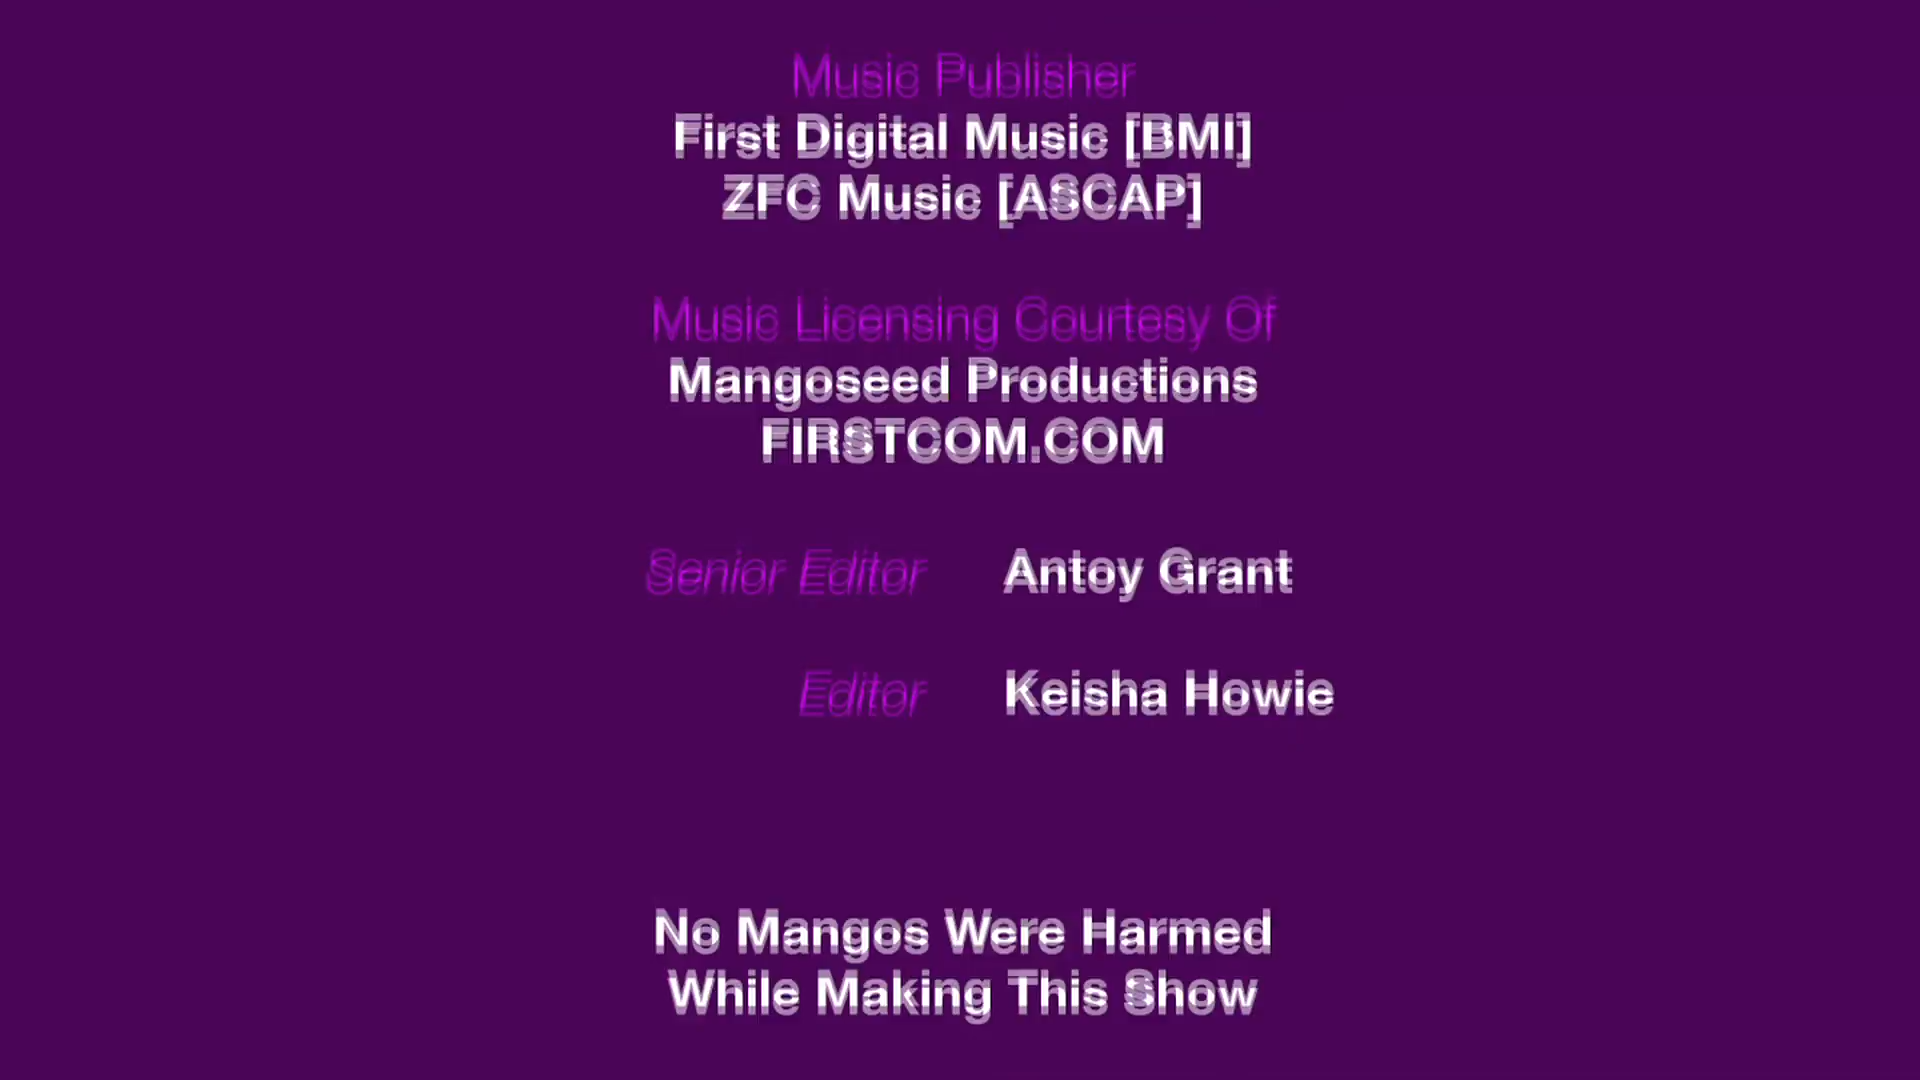 Music Publisher
First Digital Music [BMI]
ZFC Music [ASCAP]
Music Licensing Courtesy Of
Mangoseed Productions
FIRSTCOM.COM
Senior Editor Antoy Grant
Editor Keisha Howie
No Mangos Were Harmed
While Making This Show